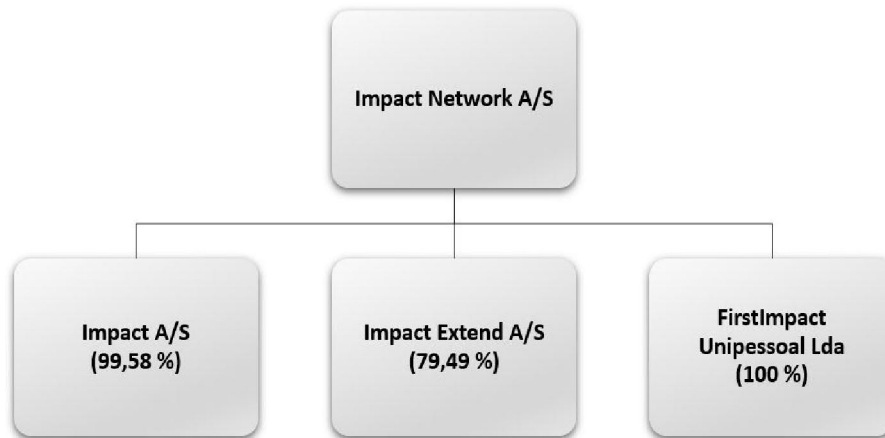 Impact Network A/S
Impact A/S
(99,58 %)
Impact Extend A/S
(79,49 %)
FirstImpact
Unipessoal Lda
(100 %)